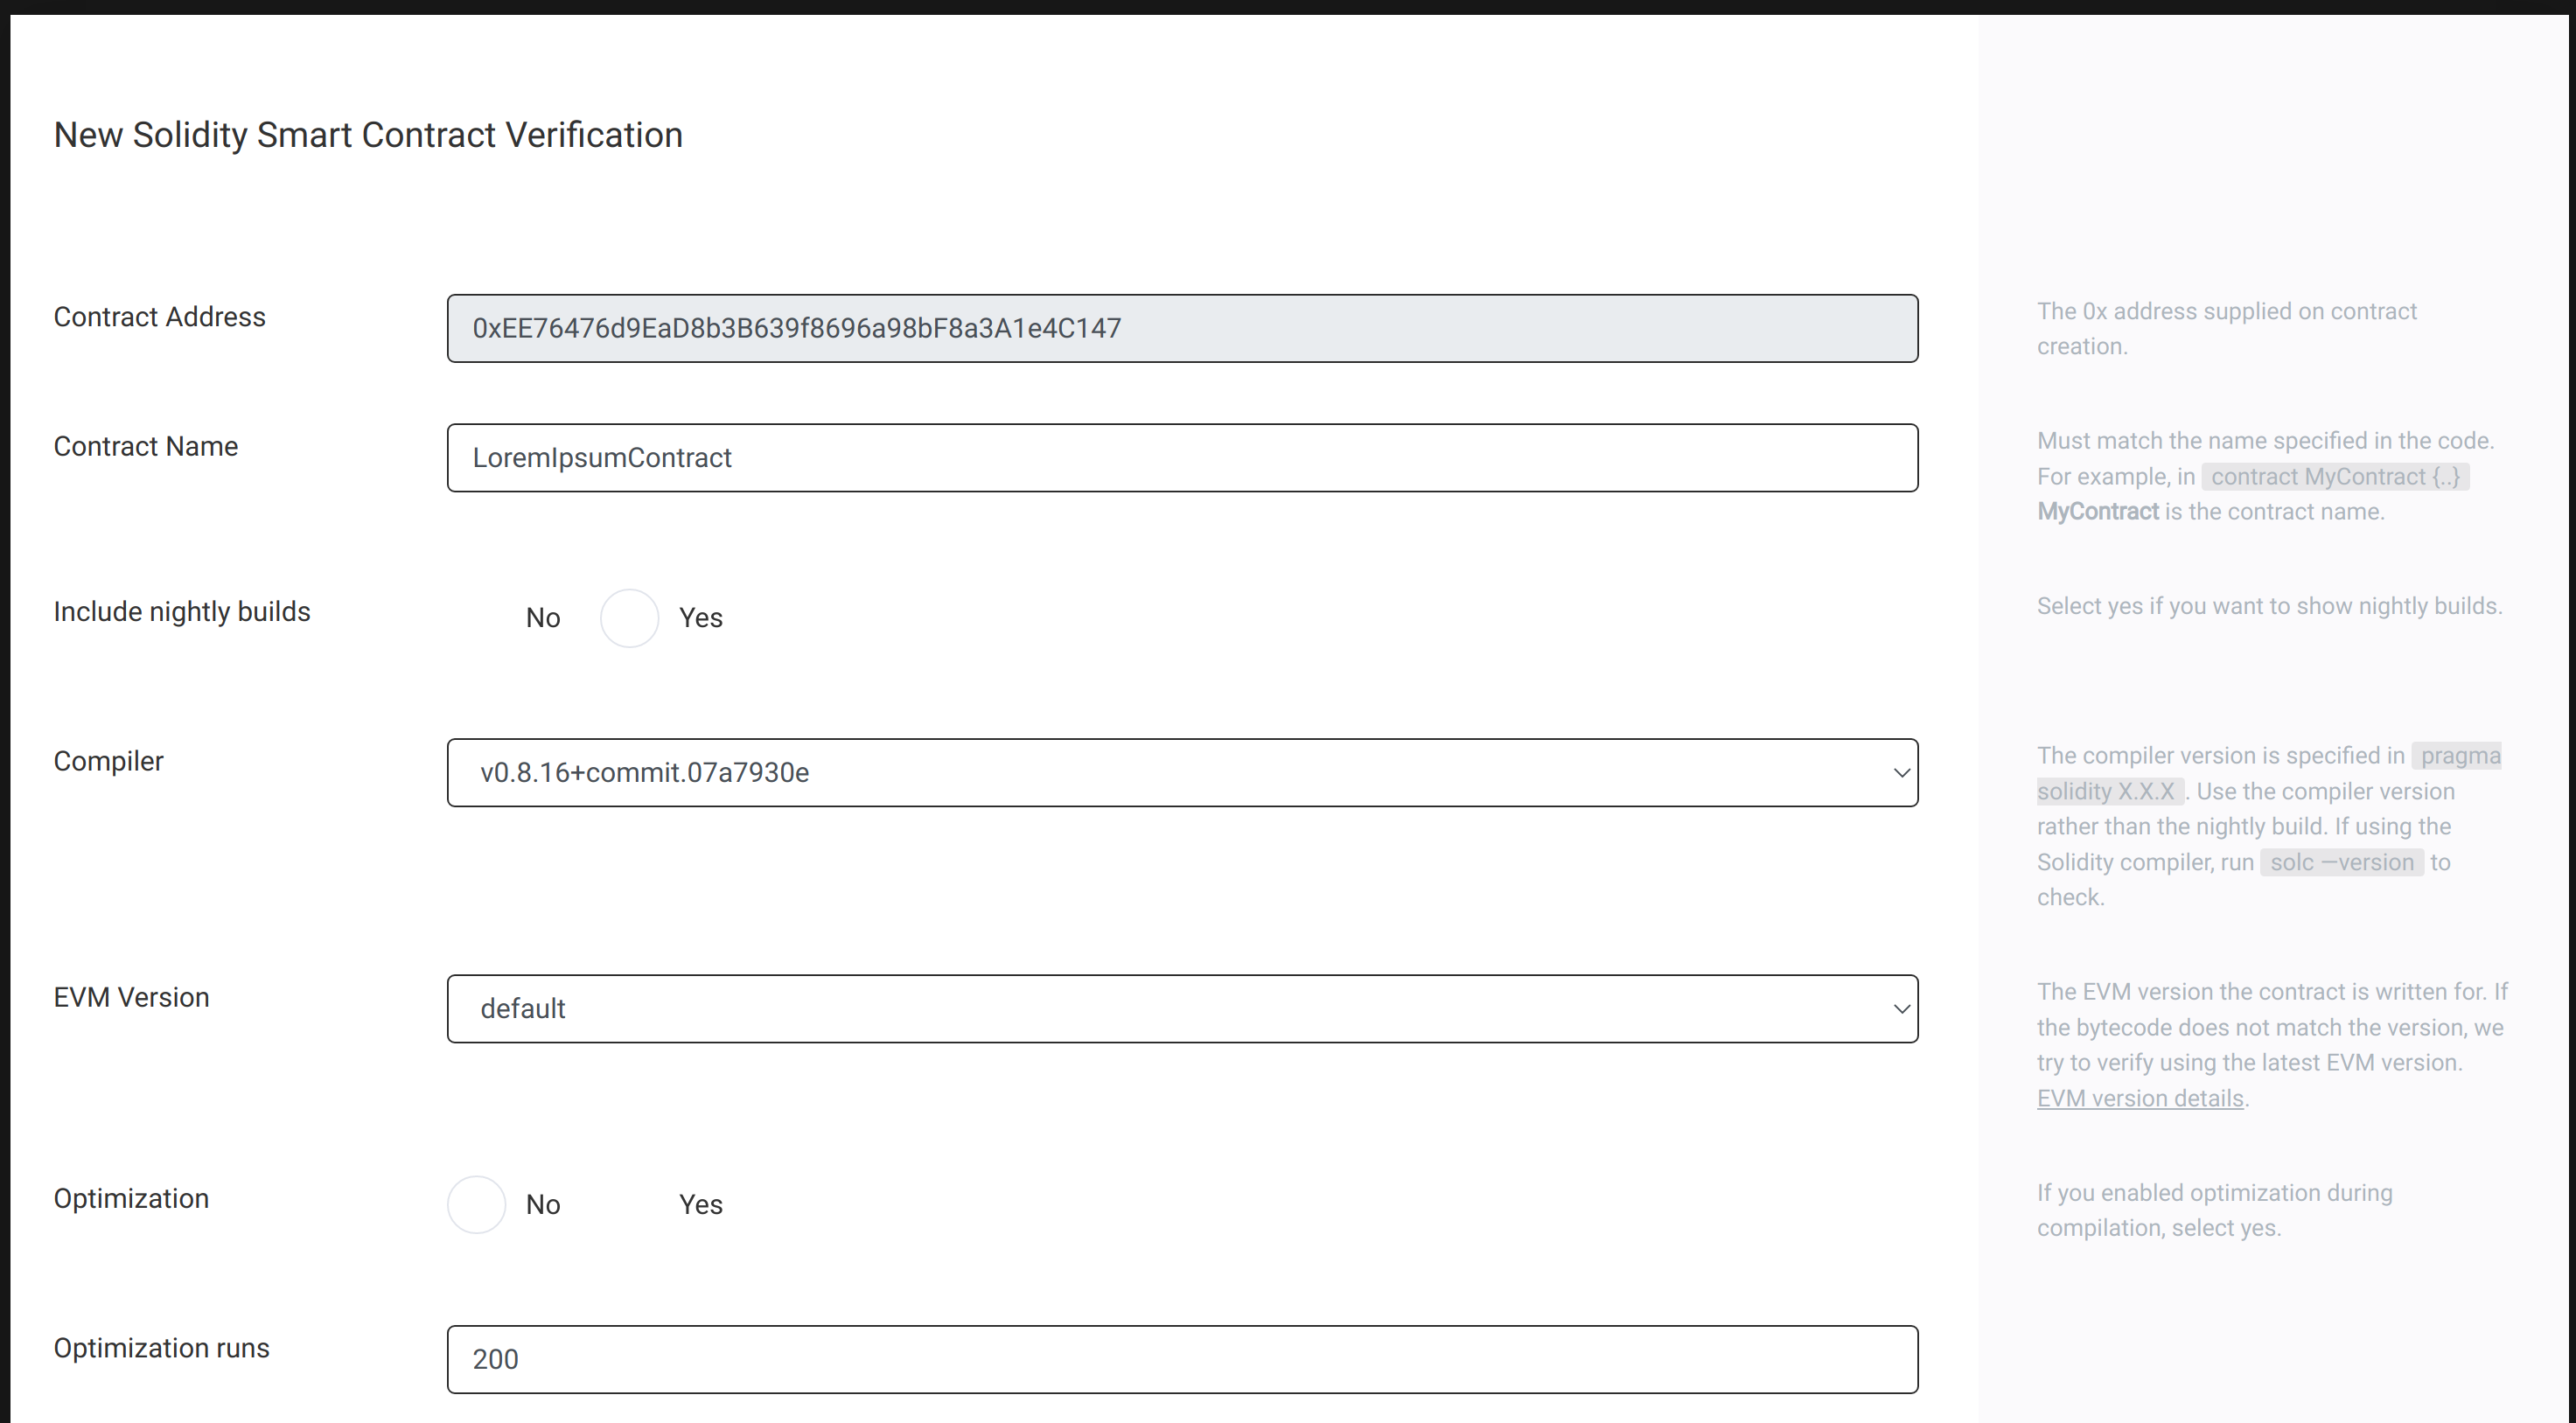 New Solidity Smart Contract Verification
Contract Address
0xEE76476d9EaD8b3B639f8696a98bF8a3A1e4C147
The 0x address supplied on contract
creation.
Contract Name
LoremIpsumContract
Must match the name specified in the code.
For example, in contract MyContract {..}
MyContract is the contract name.
Include nightly builds
No Yes
Select yes if you want to show nightly builds.
Compiler
v0.8.16+commit.07a7930e
The compiler version is specified in pragma
solidity X.X.X . Use the compiler version
rather than the nightly build. If using the
Solidity compiler, run solc —version to
check.
EVM Version
default
The EVM version the contract is written for. If
the bytecode does not match the version, we
try to verify using the latest EVM version.
EVM version details.
Optimization
No Yes
If you enabled optimization during
compilation, select yes.
Optimization runs
200